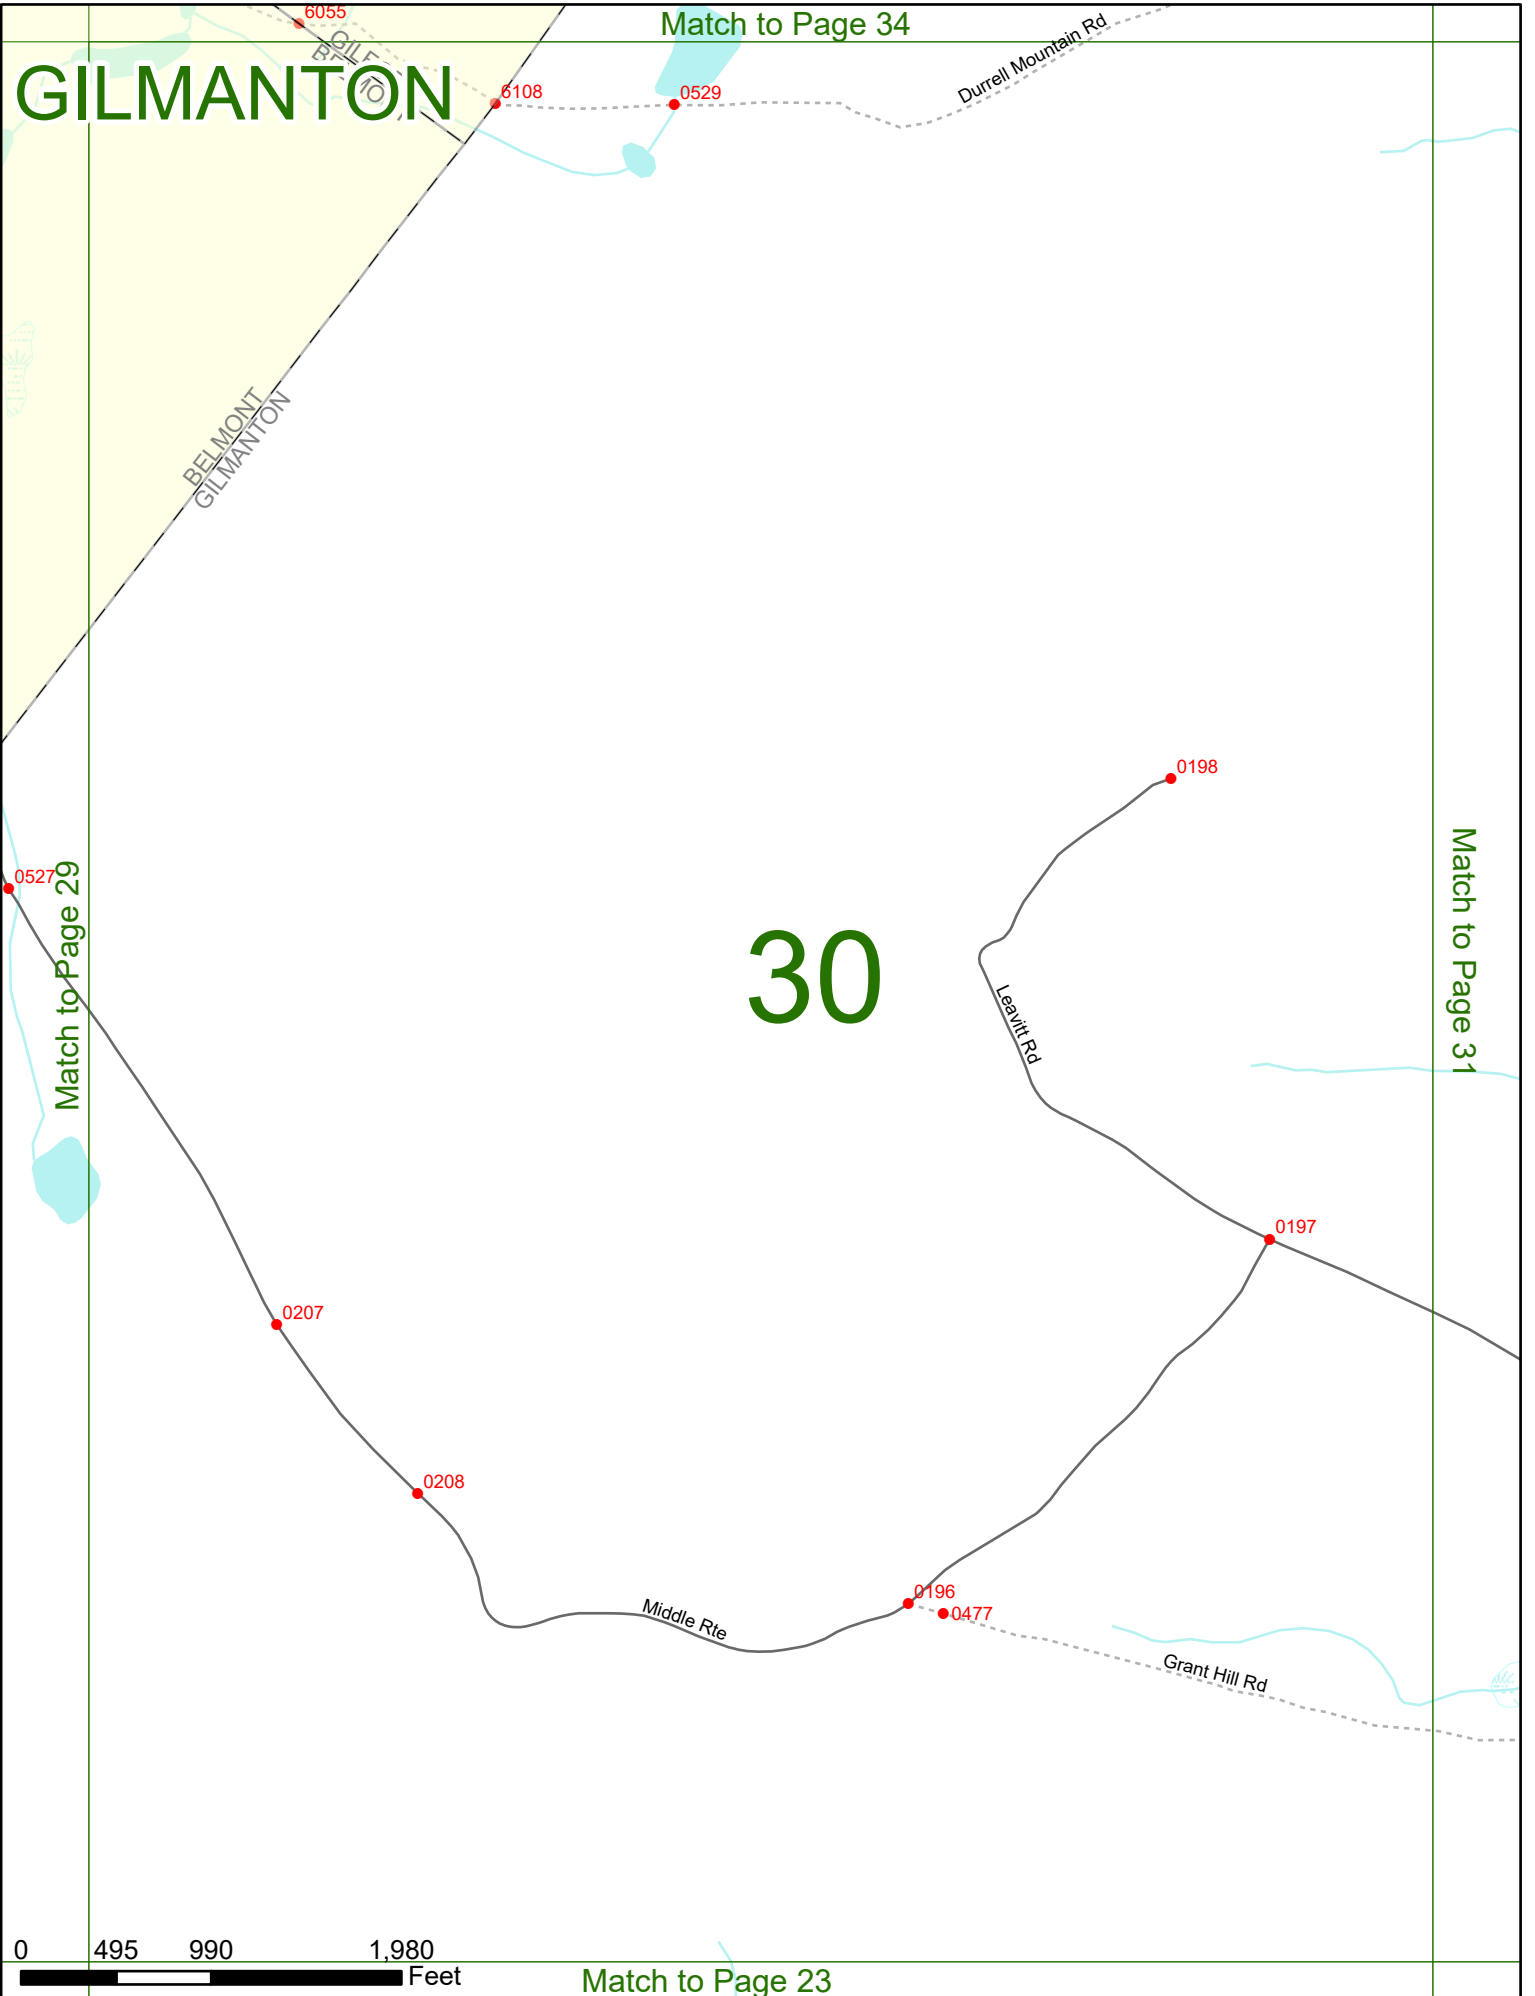 Match to Page 34
6055
GILMANTON
6108
0529
Durrell Mountain Rd
BELMONT
GILMANTON
0198
0527
Match to Page 29
30
Leavitt Rd
Match to Page 31
0197
0207
0208
0196
0477
Middle Rte
Grant Hill Rd
0 495 990 1,980
Feet
Match to Page 23